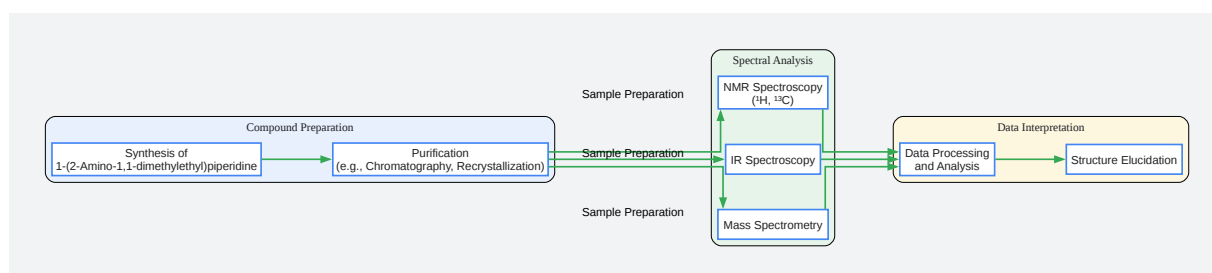 Compound Preparation
Synthesis of
1-(2-Amino-1,1-dimethylethyl)piperidine
Purification
(e.g., Chromatography, Recrystallization)
Sample Preparation
Sample Preparation
Sample Preparation
Spectral Analysis
NMR Spectroscopy
(¹H, ¹³C)
IR Spectroscopy
Mass Spectrometry
Data Interpretation
Data Processing
and Analysis
Structure Elucidation